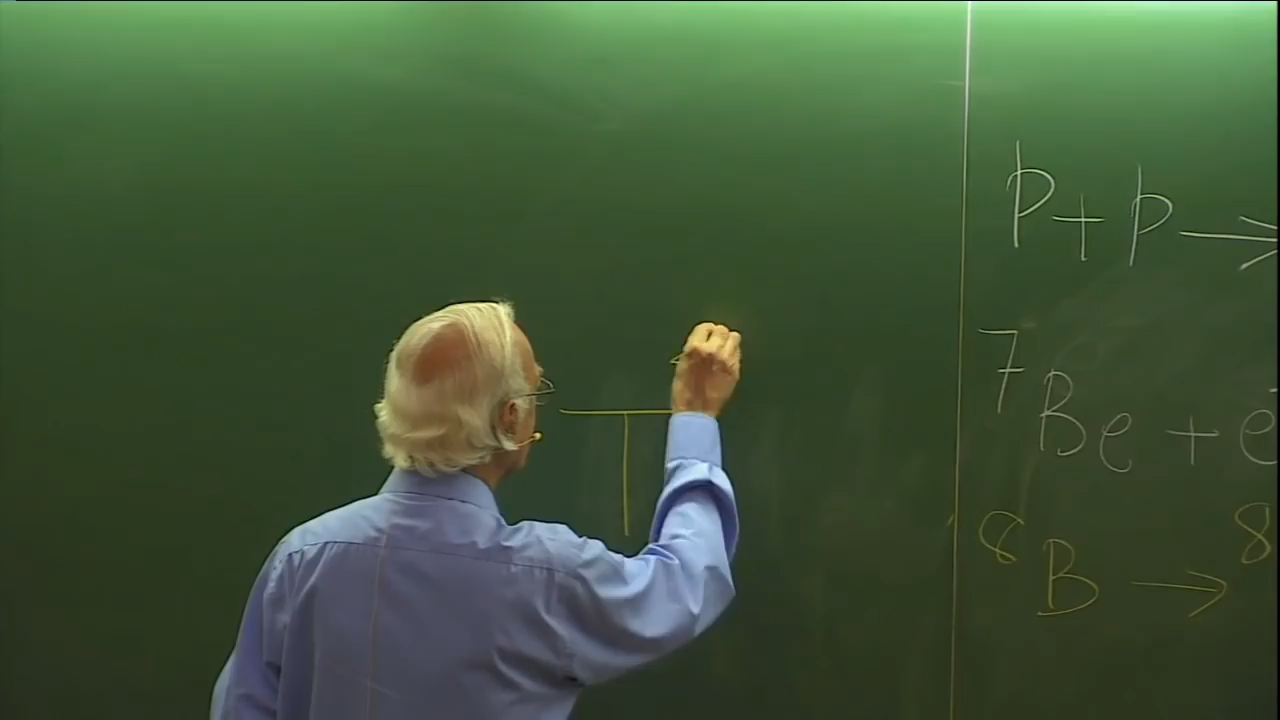 T
p + p →
⁷Be + e
⁸B → 8